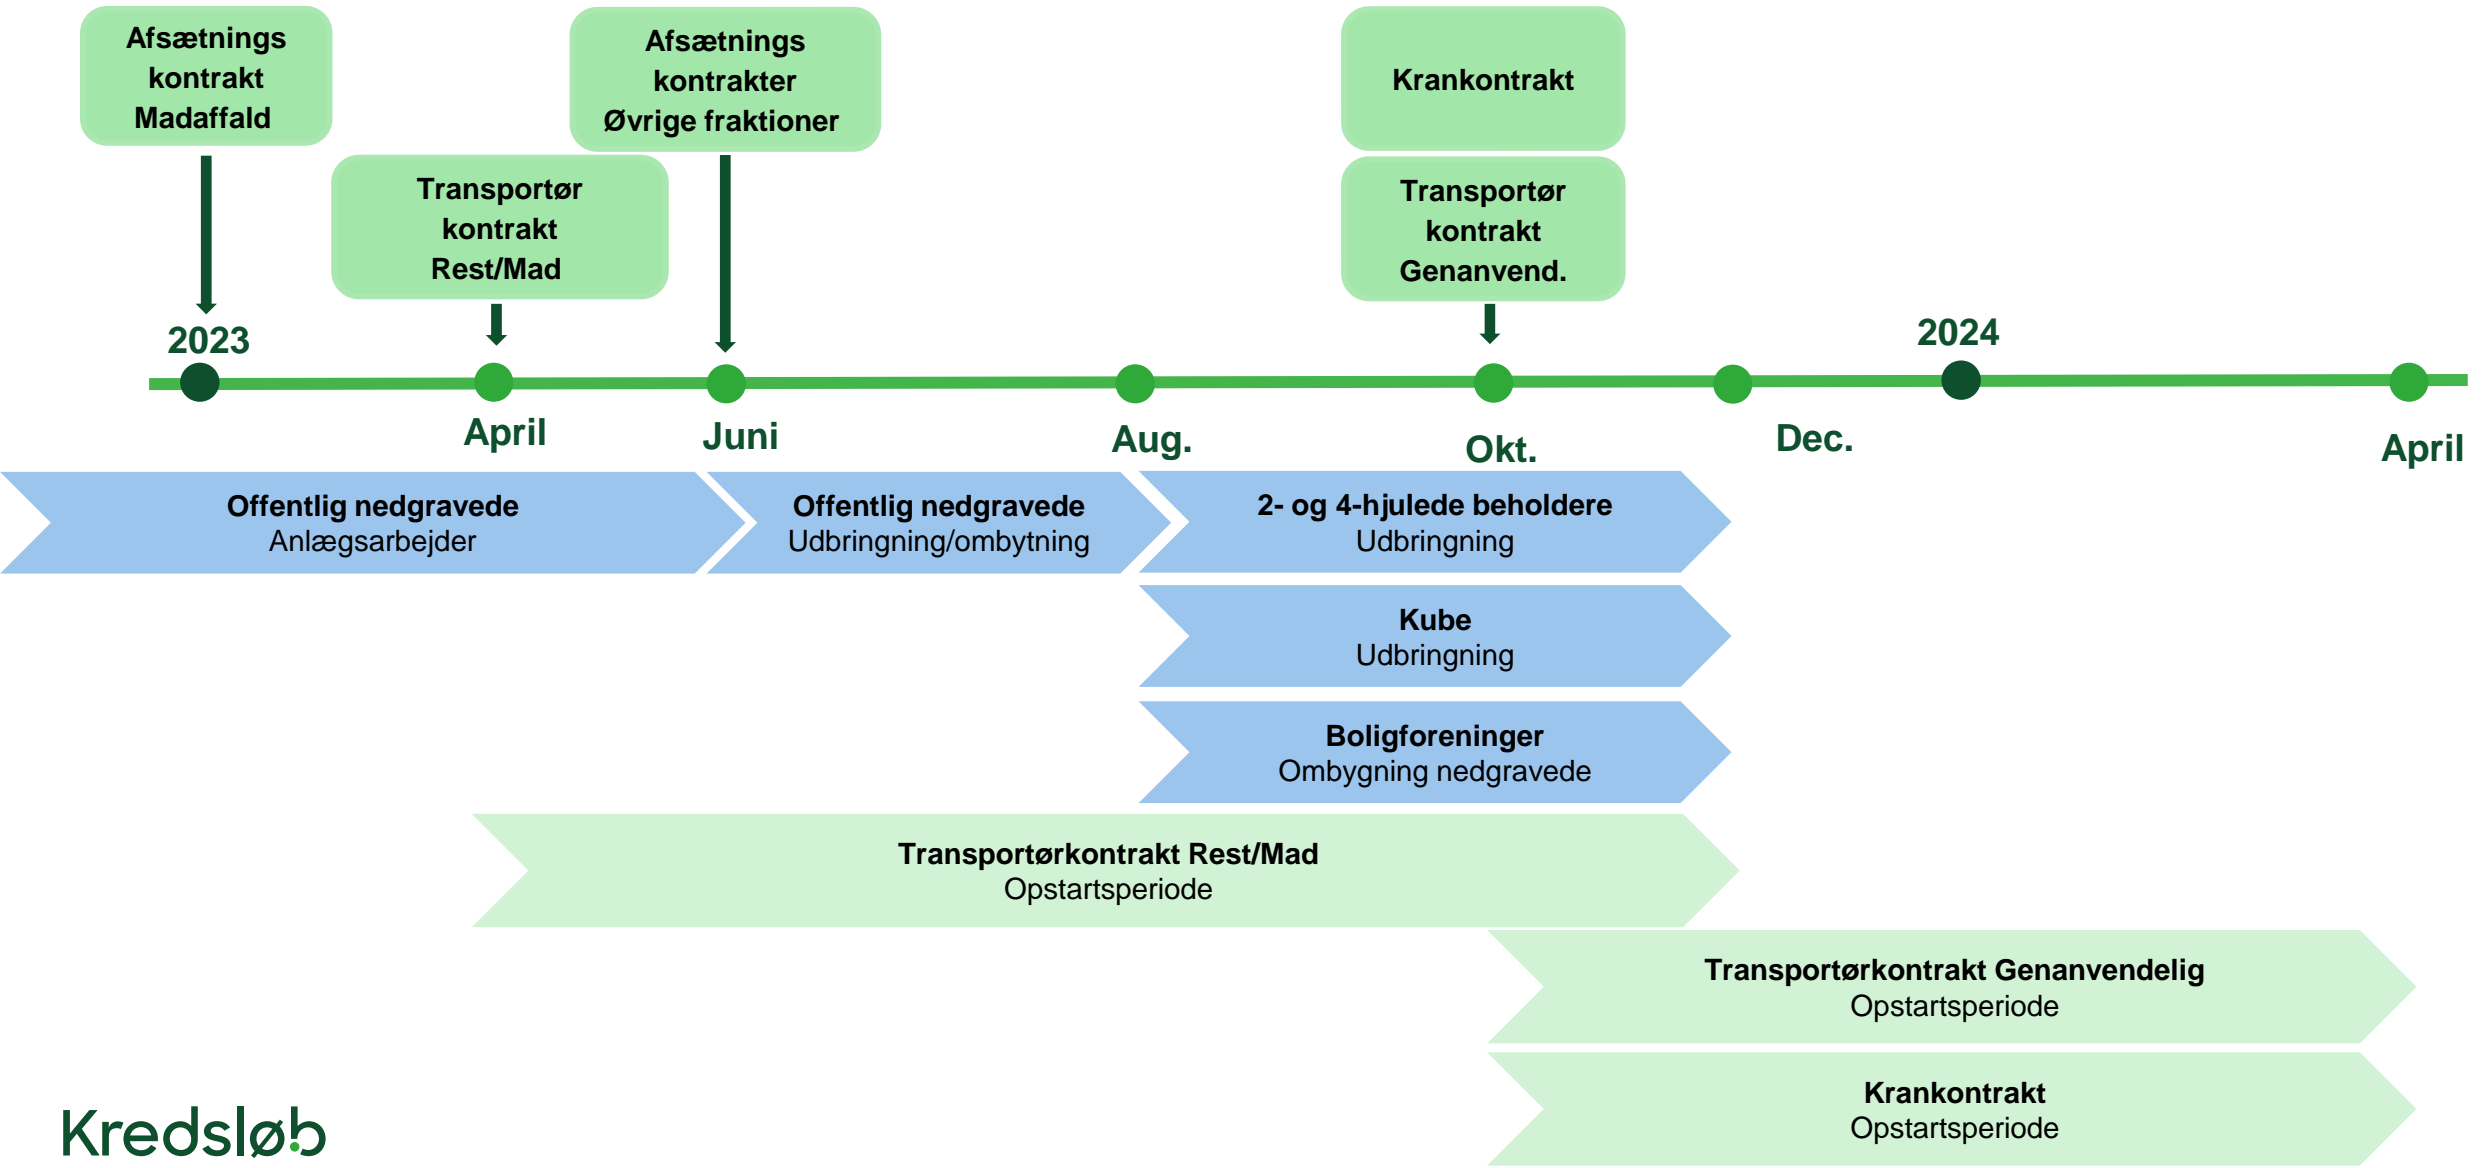 Afsætnings
kontrakt
Madaffald
Afsætnings
kontrakter
Øvrige fraktioner
Krankontrakt
Transportør
kontrakt
Rest/Mad
Transportør
kontrakt
Genanvend.
2023
2024
April
Juni
Aug.
Okt.
Dec.
April
Offentlig nedgravede
Anlægsarbejder
Offentlig nedgravede
Udbringning/ombytning
2- og 4-hjulede beholdere
Udbringning
Kube
Udbringning
Boligforeninger
Ombygning nedgravede
Transportørkontrakt Rest/Mad
Opstartsperiode
Transportørkontrakt Genanvendelig
Opstartsperiode
Krankontrakt
Opstartsperiode
Kredsløb